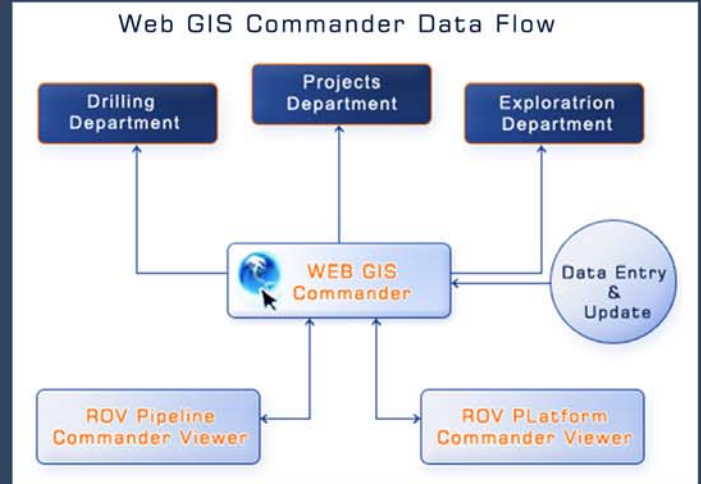 Web GIS Commander Data Flow
Drilling
Department
Projects
Department
Exploratrion
Department
WEB GIS
Commander
Data Entry
&
Update
ROV Pipeline
Commander Viewer
ROV PLatform
Commander Viewer